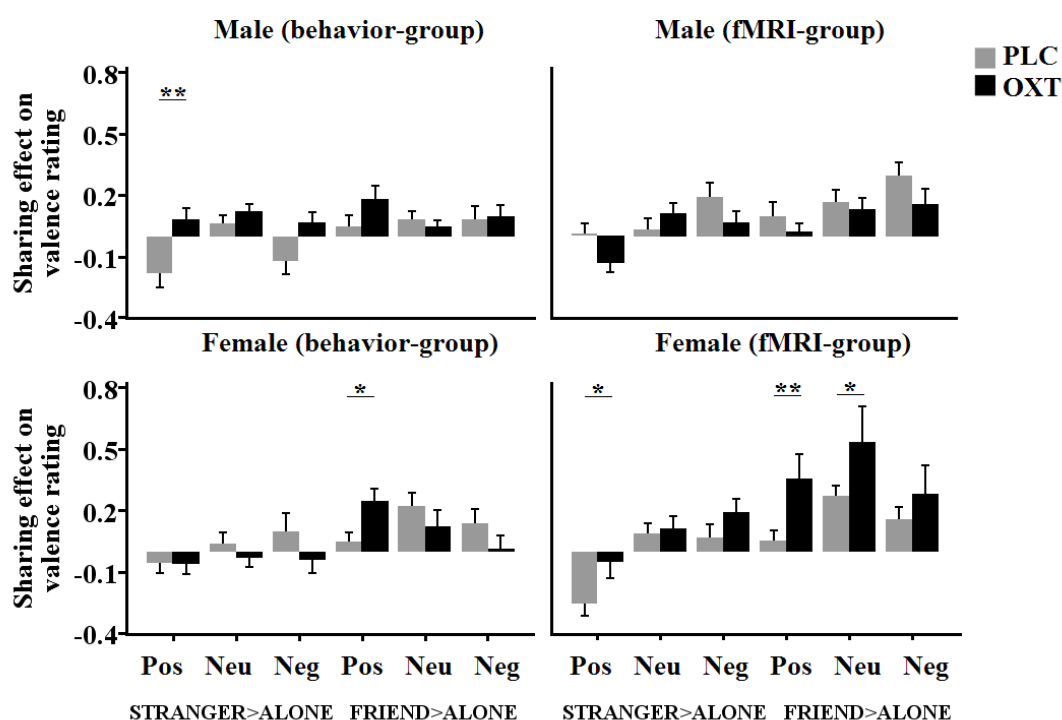 Male (behavior-group)
Male (fMRI-group)
PLC
OXT
Sharing effect on
valence rating
0.8
0.5
0.2
-0.1
-0.4
**
Female (behavior-group)
Female (fMRI-group)
Sharing effect on
valence rating
0.8
0.5
0.2
-0.1
-0.4
*
*
**
*
Pos Neu Neg Pos Neu Neg
Pos Neu Neg Pos Neu Neg
STRANGER>ALONE FRIEND>ALONE
STRANGER>ALONE FRIEND>ALONE